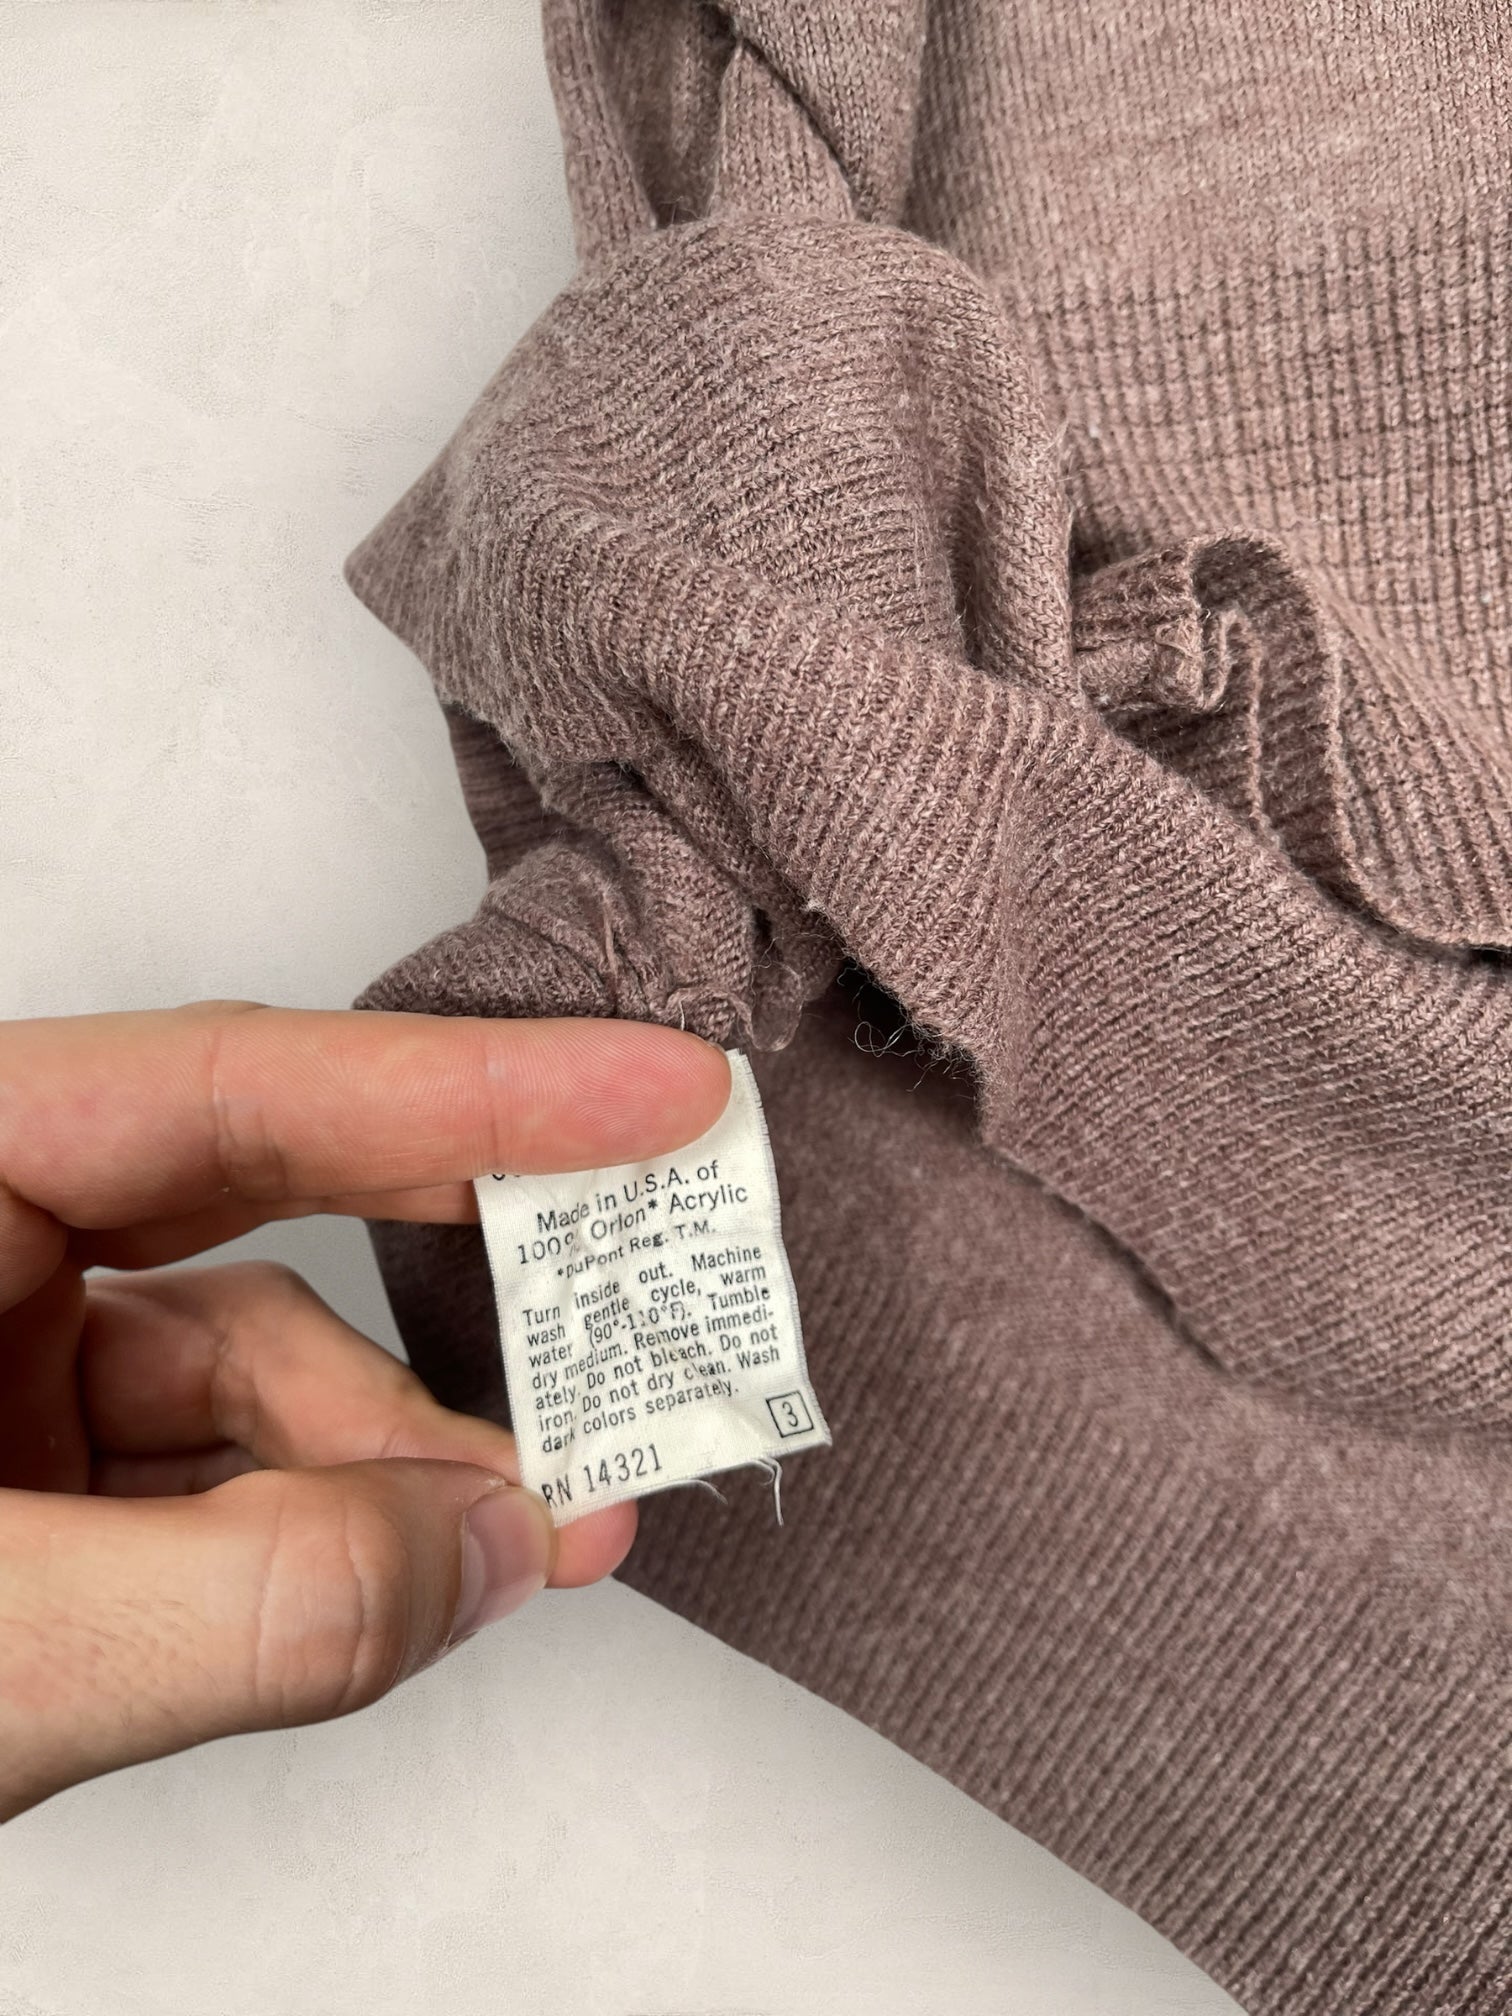 Made in U.S.A. of
100% Orlon* Acrylic
*duPont Reg. T.M.
Turn inside out. Machine
wash gentle cycle, warm
water (90°-110°F). Tumble
dry medium. Remove immedi-
ately. Do not bleach. Do not
iron. Do not dry clean. Wash
dark colors separately.
3
RN 14321